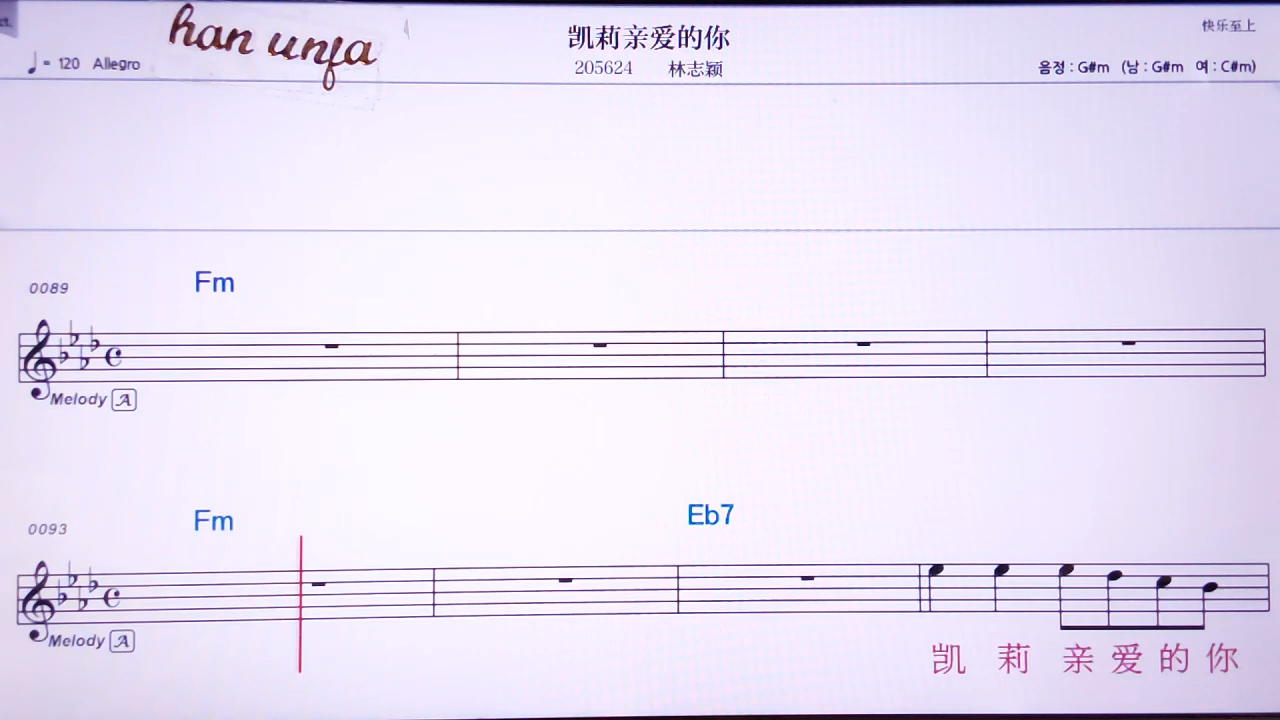 han unfa
凯莉亲爱的你
快乐至上
♩= 120 Allegro
205624 林志颖
음정 : G#m (남 : G#m 여 : C#m)
0089
Fm
Melody A
0093
Fm
Eb7
Melody A
凯 莉 亲 爱 的 你